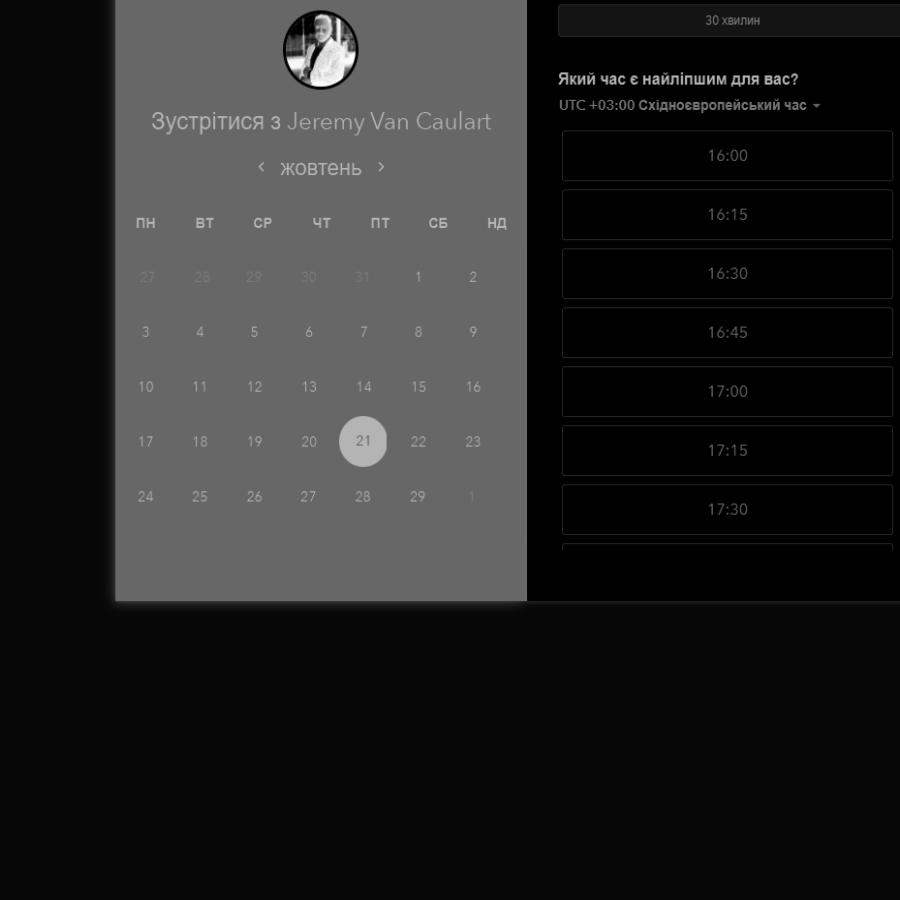 Зустрітися з Jeremy Van Caulart
жовтень
ПН ВТ СР ЧТ ПТ СБ НД
27 28 29 30 31 1 2
3 4 5 6 7 8 9
10 11 12 13 14 15 16
17 18 19 20 21 22 23
24 25 26 27 28 29 1
30 хвилин
Який час є найліпшим для вас?
UTC +03:00 Східноєвропейський час
16:00
16:15
16:30
16:45
17:00
17:15
17:30